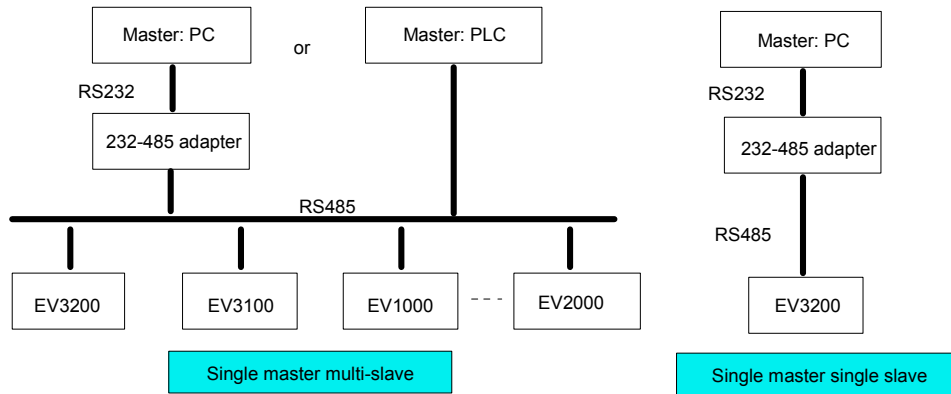 Master: PC
or
Master: PLC
RS232
232-485 adapter
RS485
EV3200
EV3100
EV1000
EV2000
Single master multi-slave
Master: PC
RS232
232-485 adapter
RS485
EV3200
Single master single slave